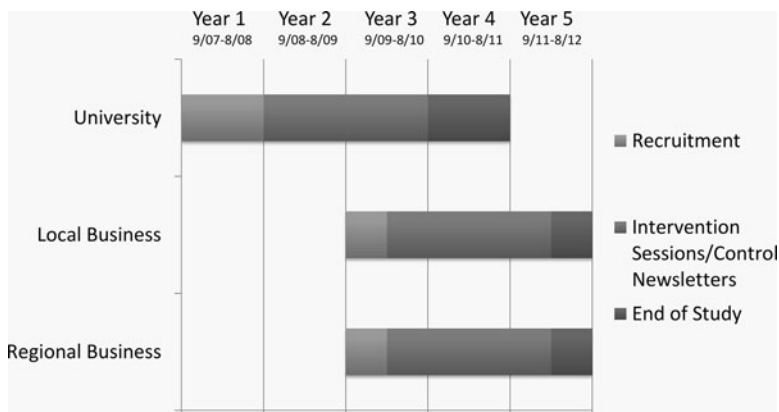 Year 1 Year 2 Year 3 Year 4 Year 5
9/07-8/08 9/08-8/09 9/09-8/10 9/10-8/11 9/11-8/12
University
Local Business
Regional Business
Recruitment
Intervention
Sessions/Control
Newsletters
End of Study